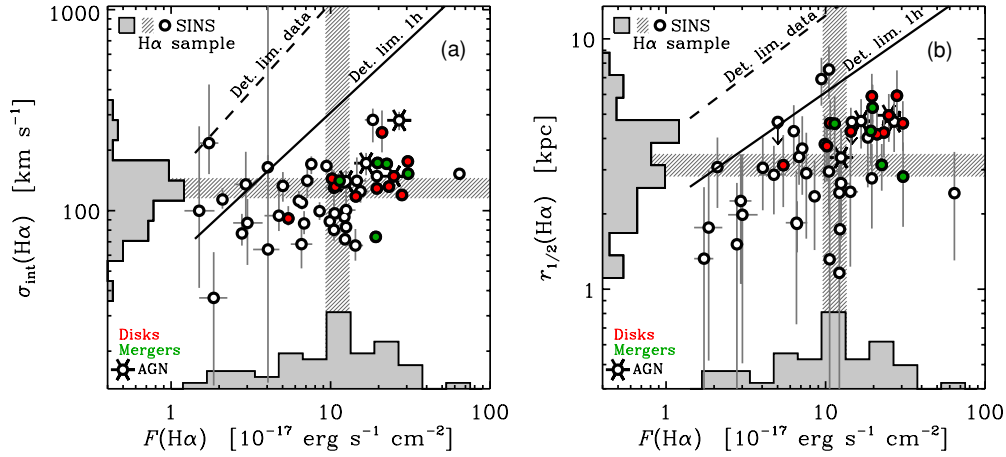 SINS
Hα sample
Det. lim. data
Det. lim. 1h
(a)
1000
100
σint(Hα) [km s⁻¹]
Disks
Mergers
AGN
1
10
100
F(Hα) [10⁻¹⁷ erg s⁻¹ cm⁻²]
SINS
Hα sample
Det. lim. data
Det. lim. 1h
(b)
10
1
r1/2(Hα) [kpc]
Disks
Mergers
AGN
1
10
100
F(Hα) [10⁻¹⁷ erg s⁻¹ cm⁻²]